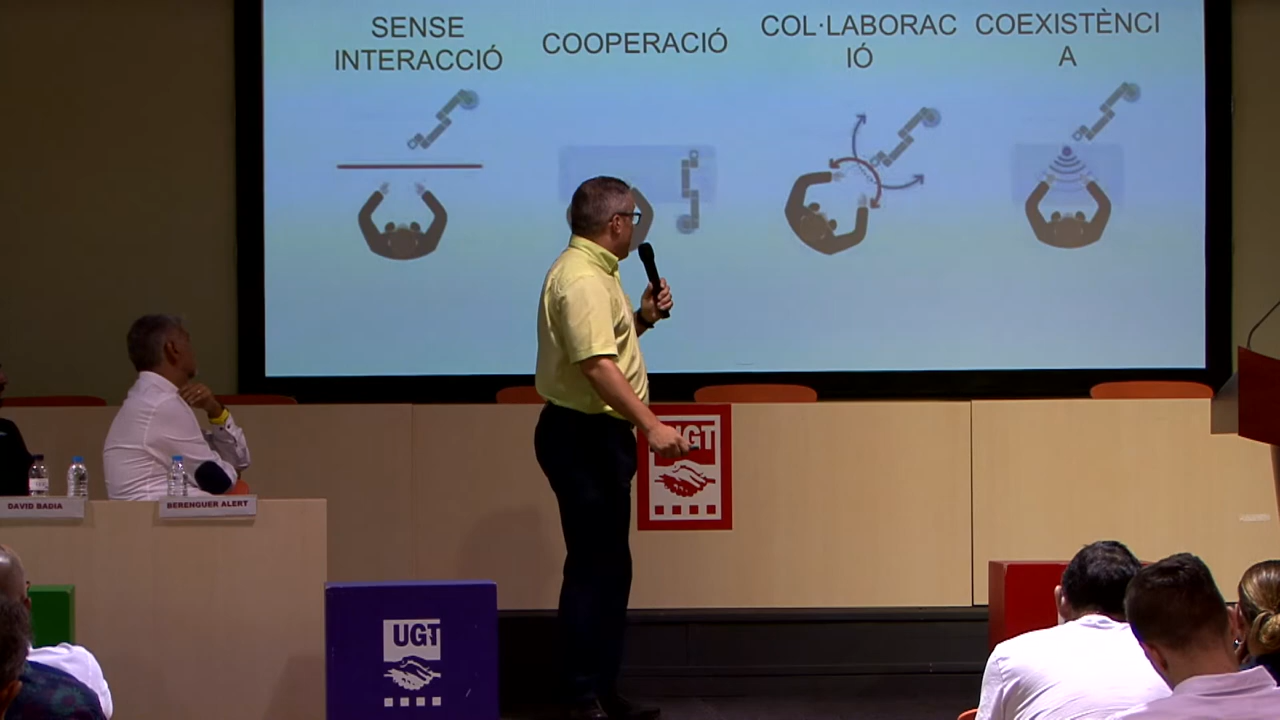 SENSE
INTERACCIÓ
COOPERACIÓ
COL·LABORAC
IÓ
COEXISTÈNCI
A
UGT
DAVID BADIA
BERENGUER ALERT
UGT